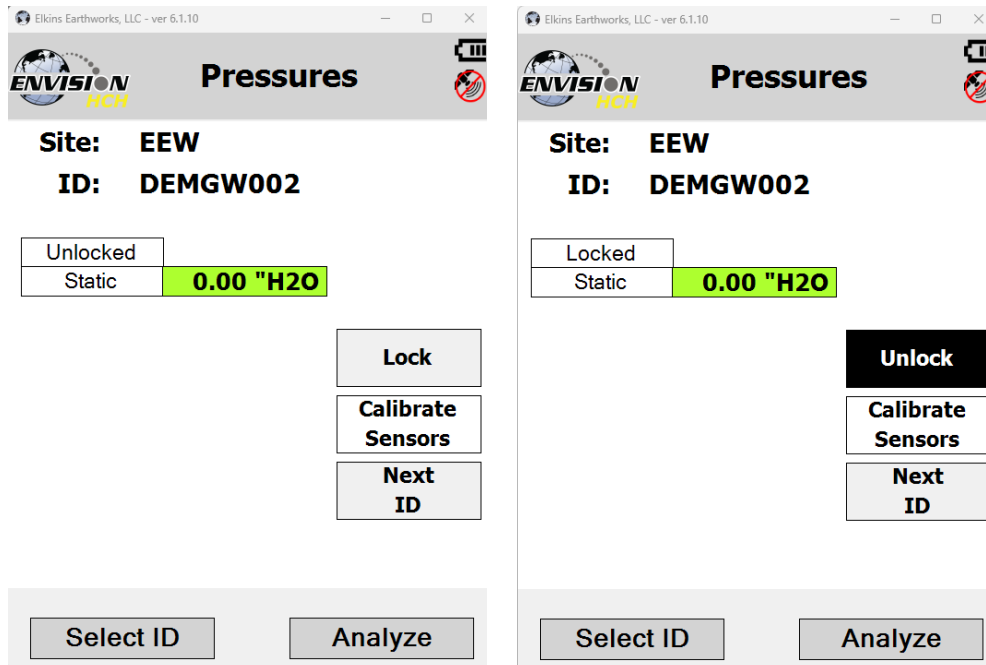 Elkins Earthworks, LLC - ver 6.1.10
ENVISION
HCH
Pressures
Site: EEW
ID: DEMGW002
Unlocked
Static 0.00 "H2O
Lock
Calibrate
Sensors
Next
ID
Select ID Analyze
Elkins Earthworks, LLC - ver 6.1.10
ENVISION
HCH
Pressures
Site: EEW
ID: DEMGW002
Locked
Static 0.00 "H2O
Unlock
Calibrate
Sensors
Next
ID
Select ID Analyze